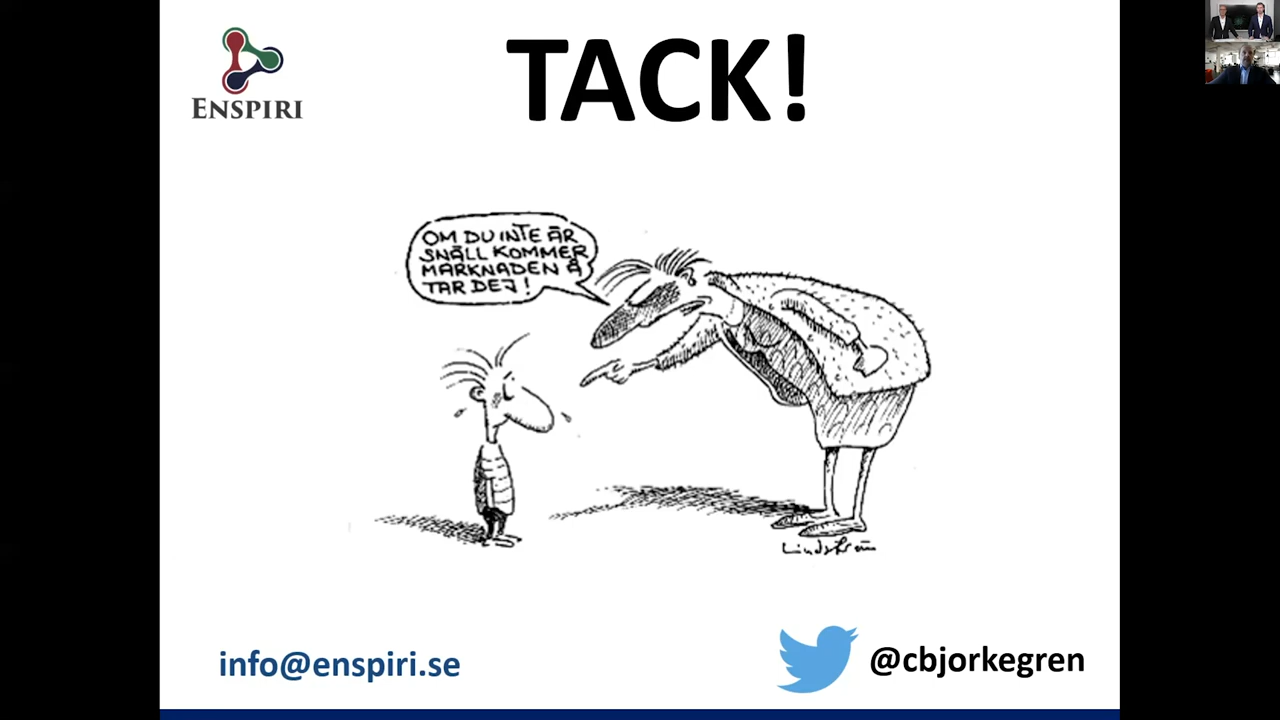 TACK!
ENSPIRI
OM DU INTE ÄR
SNÄLL KOMMER
MARKNADEN Å
TAR DEJ!
info@enspiri.se
@cbjorkegren